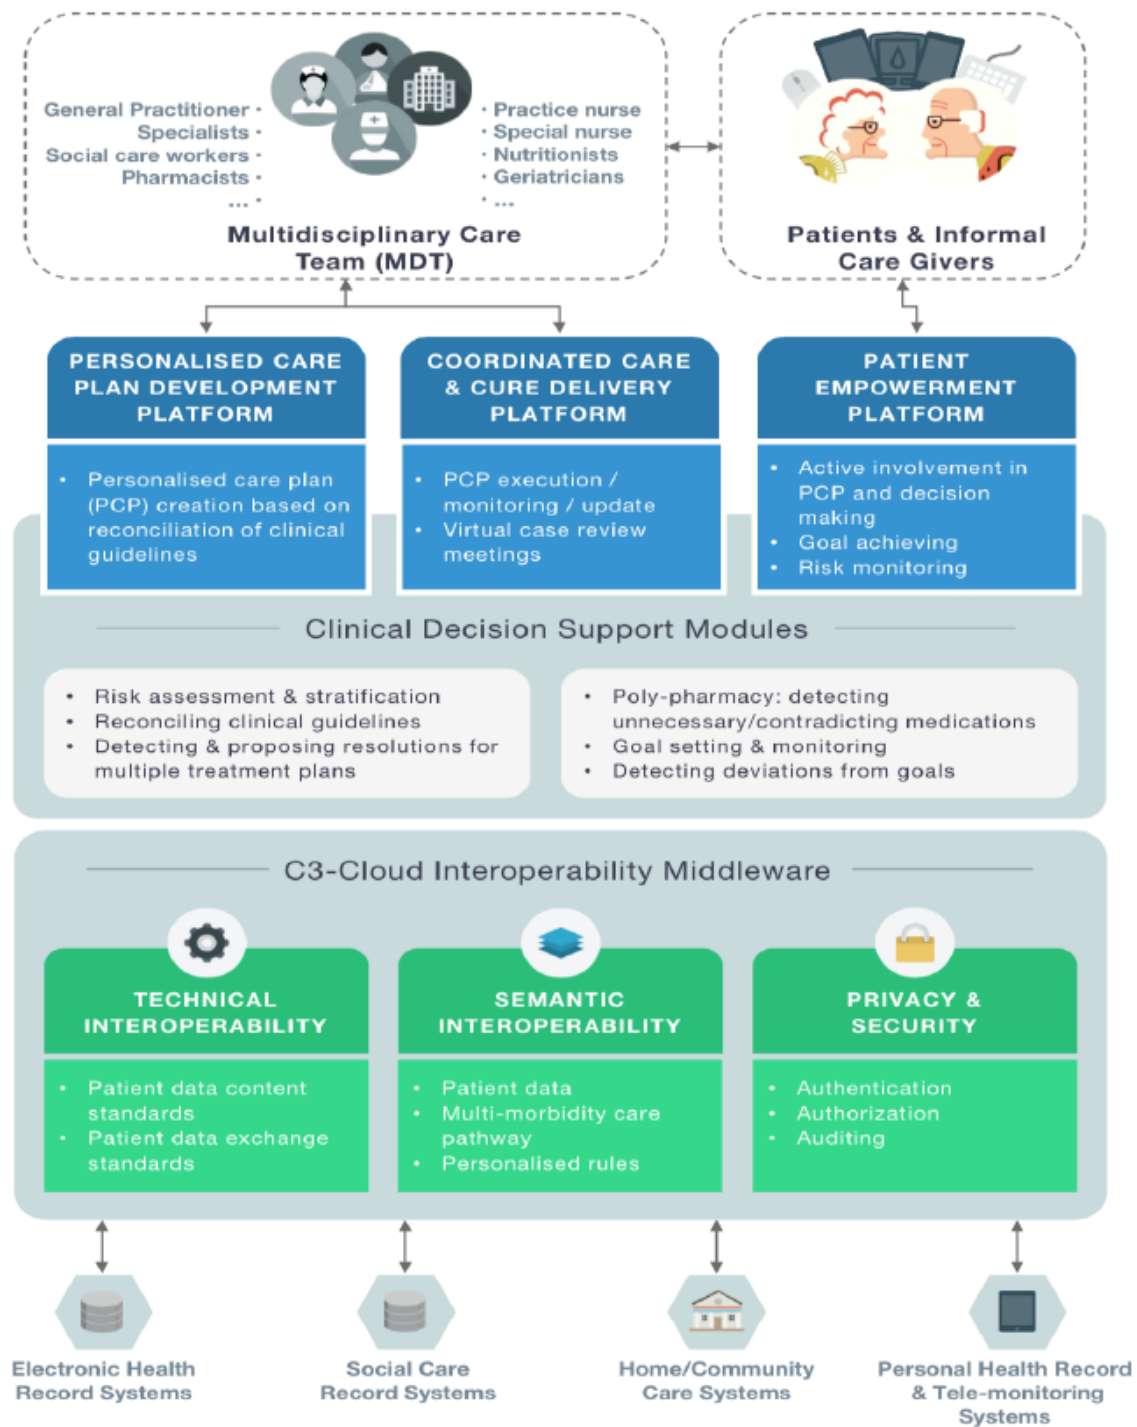 General Practitioner •
Specialists •
Social care workers •
Pharmacists •
... •
• Practice nurse
• Special nurse
• Nutritionists
• Geriatricians
• ...
Multidisciplinary Care
Team (MDT)
Patients & Informal
Care Givers
PERSONALISED CARE
PLAN DEVELOPMENT
PLATFORM
• Personalised care plan
(PCP) creation based on
reconciliation of clinical
guidelines
COORDINATED CARE
& CURE DELIVERY
PLATFORM
• PCP execution /
monitoring / update
• Virtual case review
meetings
PATIENT
EMPOWERMENT
PLATFORM
• Active involvement in
PCP and decision
making
• Goal achieving
• Risk monitoring
Clinical Decision Support Modules
• Risk assessment & stratification
• Reconciling clinical guidelines
• Detecting & proposing resolutions for
multiple treatment plans
• Poly-pharmacy: detecting
unnecessary/contradicting medications
• Goal setting & monitoring
• Detecting deviations from goals
C3-Cloud Interoperability Middleware
TECHNICAL
INTEROPERABILITY
• Patient data content
standards
• Patient data exchange
standards
SEMANTIC
INTEROPERABILITY
• Patient data
• Multi-morbidity care
pathway
• Personalised rules
PRIVACY &
SECURITY
• Authentication
• Authorization
• Auditing
Electronic Health
Record Systems
Social Care
Record Systems
Home/Community
Care Systems
Personal Health Record
& Tele-monitoring
Systems